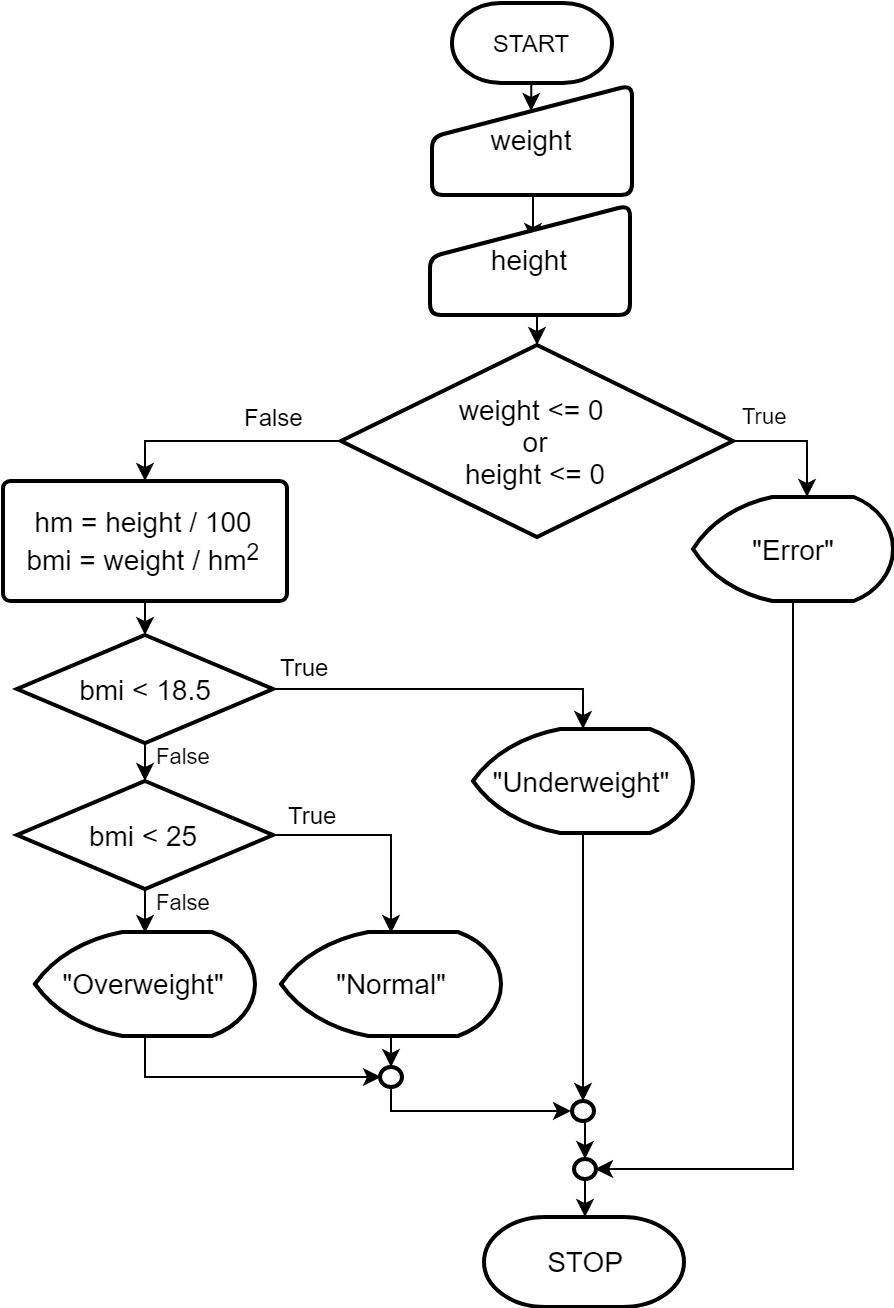 START
weight
height
weight <= 0
or
height <= 0
False
True
hm = height / 100
bmi = weight / hm²
"Error"
bmi < 18.5
True
False
"Underweight"
bmi < 25
True
False
"Overweight"
"Normal"
STOP